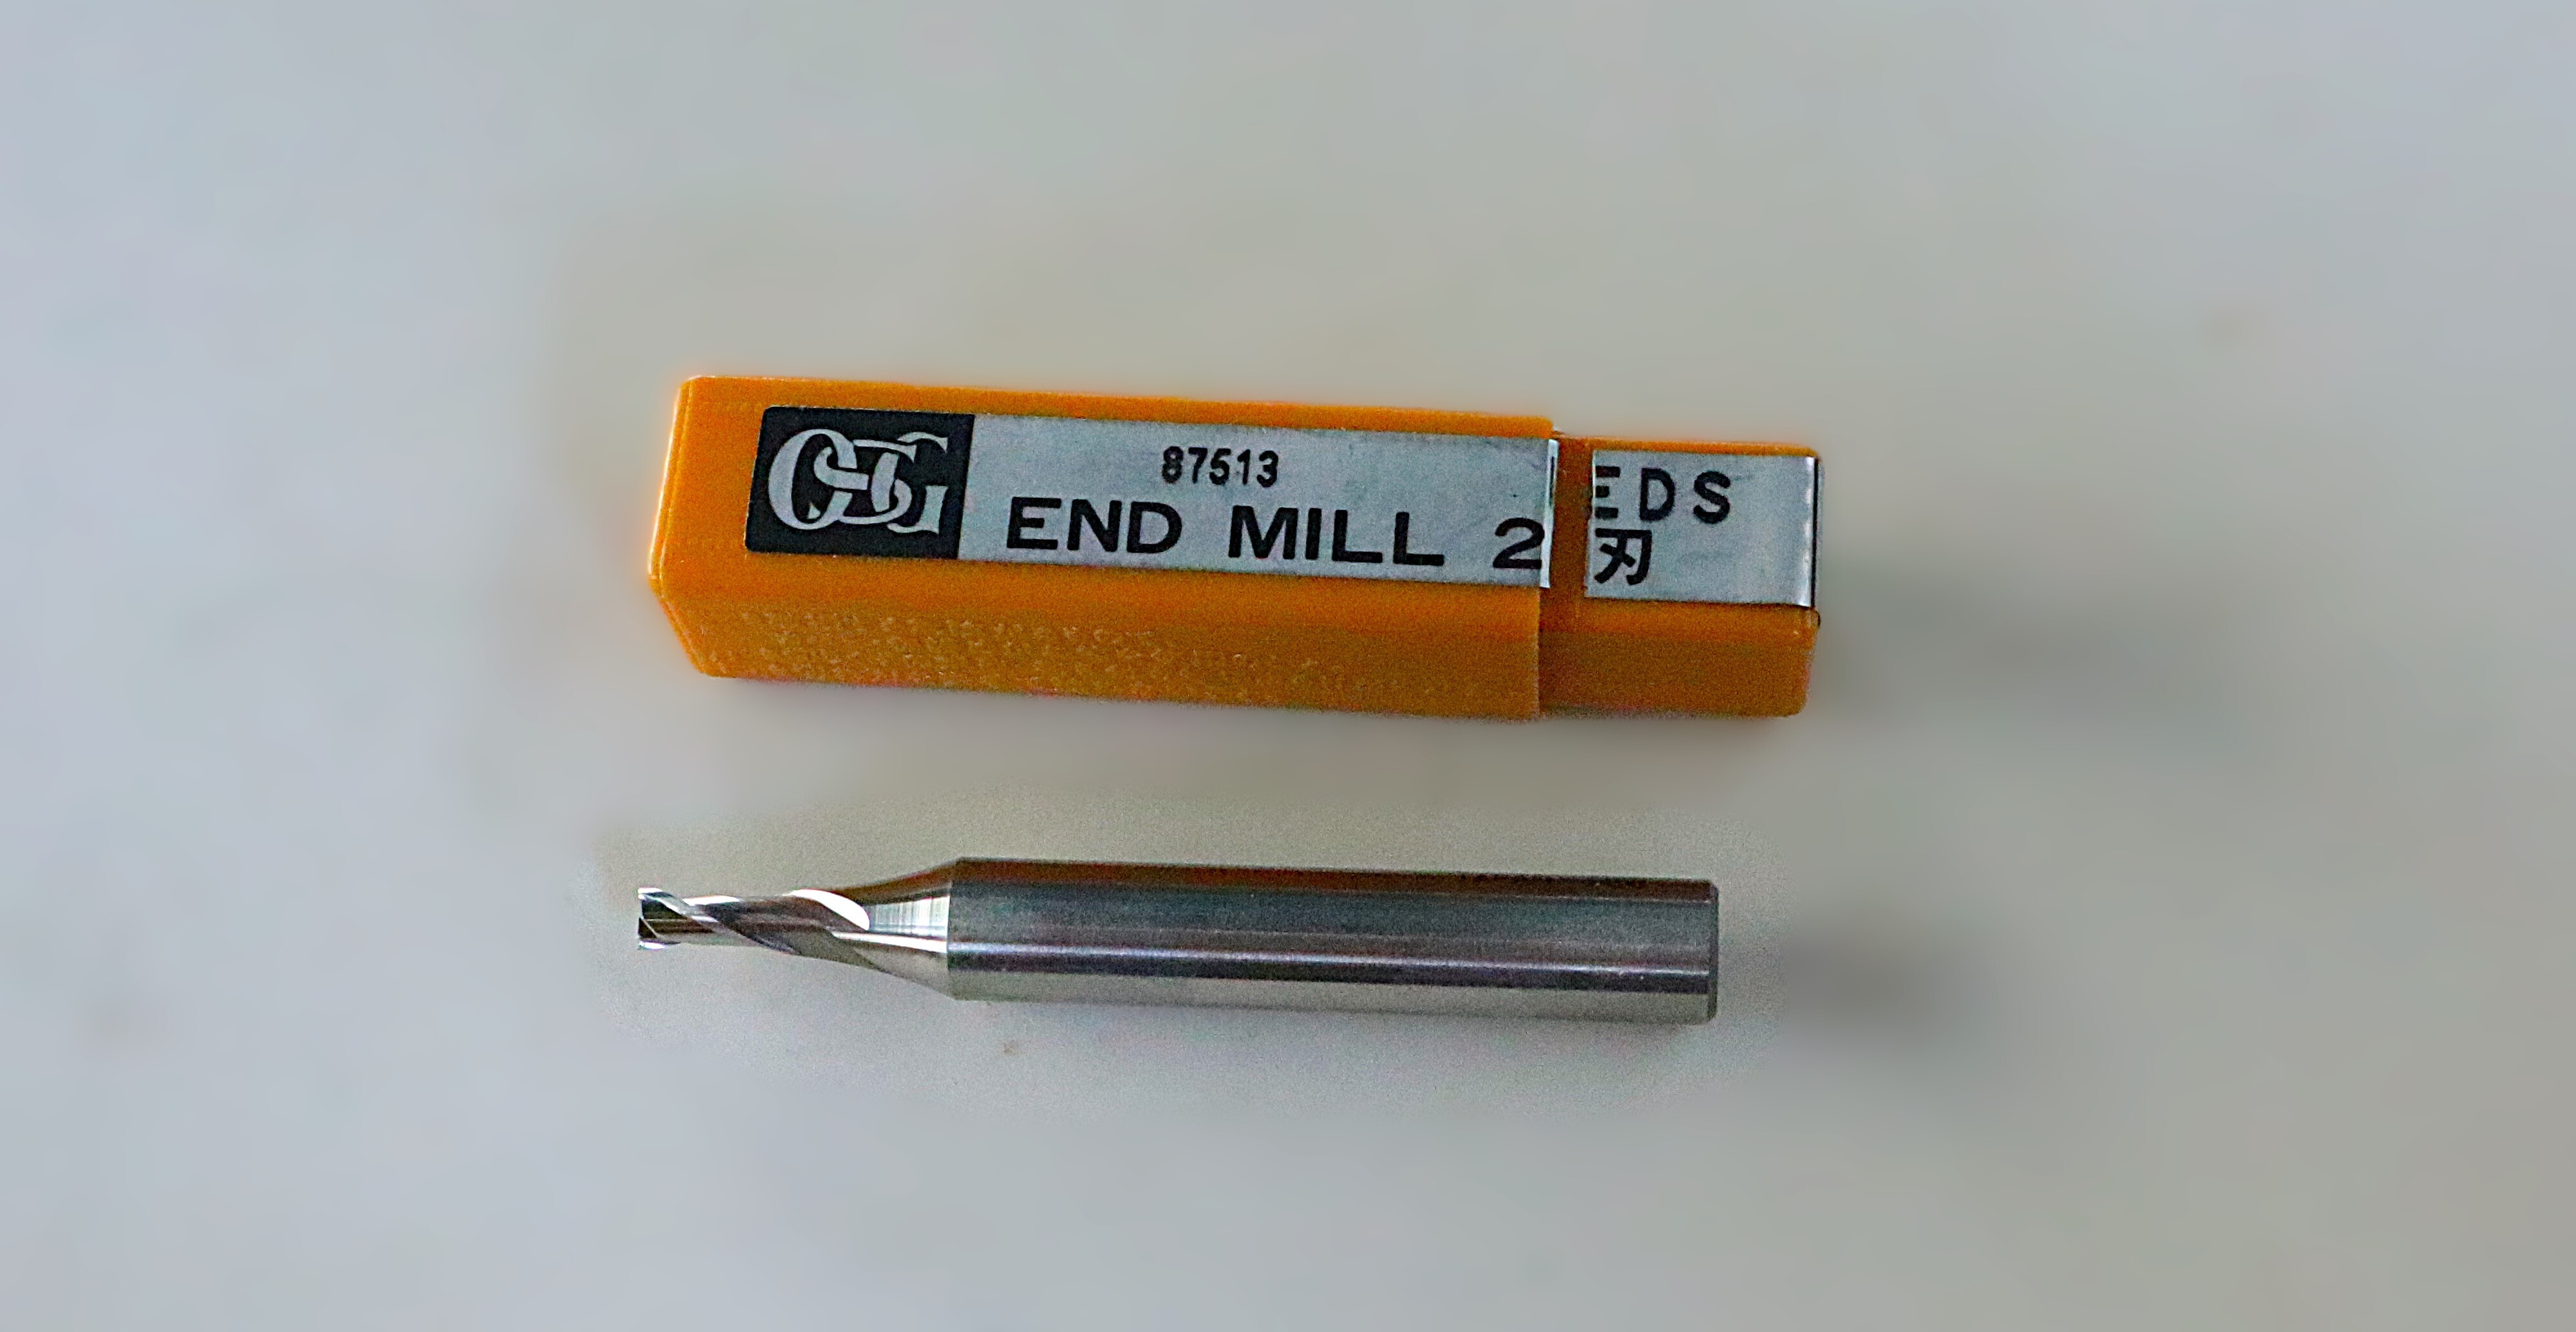 OSG
87513 EDS
END MILL 2 刃